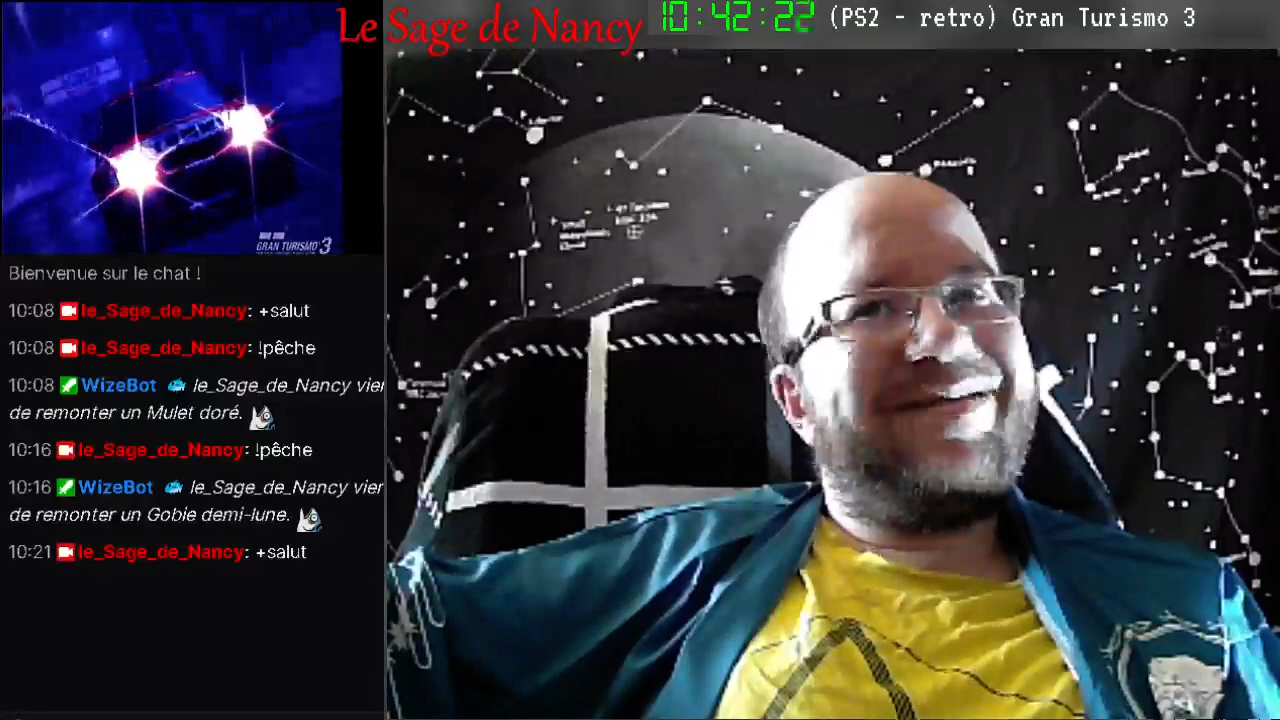 Le Sage de Nancy
10:42:22 (PS2 - retro) Gran Turismo 3
GRAN TURISMO 3
Bienvenue sur le chat !
10:08 le_Sage_de_Nancy: +salut
10:08 le_Sage_de_Nancy: !pêche
10:08 WizeBot le_Sage_de_Nancy vien
de remonter un Mulet doré.
10:16 le_Sage_de_Nancy: !pêche
10:16 WizeBot le_Sage_de_Nancy vien
de remonter un Gobie demi-lune.
10:21 le_Sage_de_Nancy: +salut